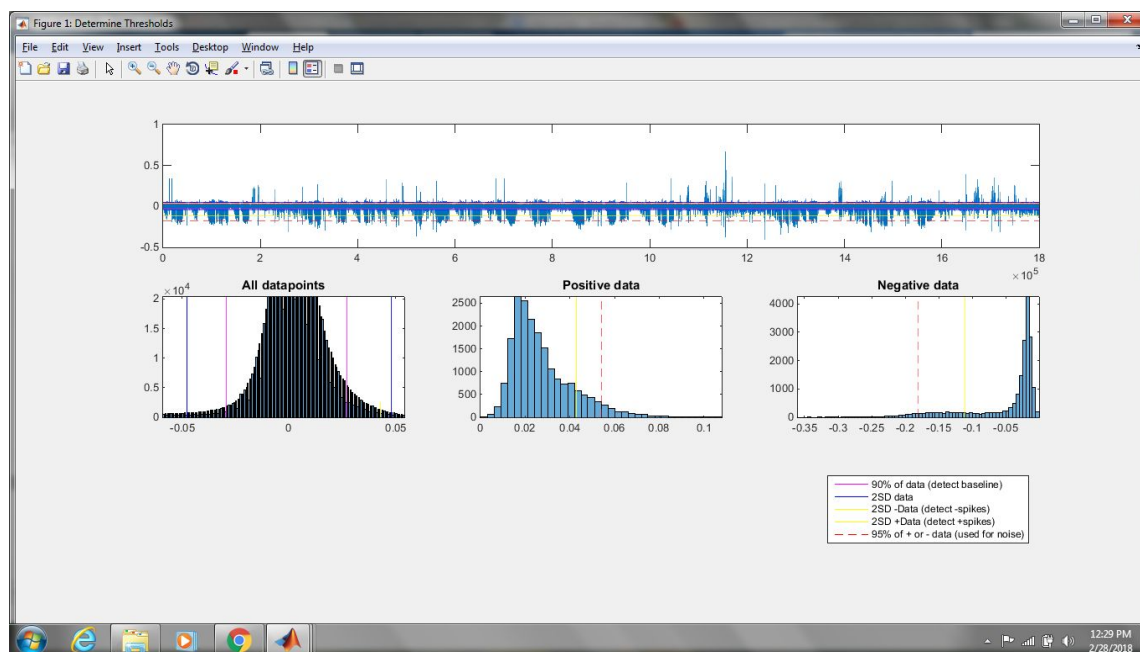 Figure 1: Determine Thresholds
File Edit View Insert Tools Desktop Window Help
1
0.5
0
-0.5
0 2 4 6 8 10 12 14 16 18
× 10^5
All datapoints
× 10^4
2
1.5
1
0.5
0
-0.05 0 0.05
Positive data
2500
2000
1500
1000
500
0
0 0.02 0.04 0.06 0.08 0.1
Negative data
4000
3000
2000
1000
0
-0.35 -0.3 -0.25 -0.2 -0.15 -0.1 -0.05
90% of data (detect baseline)
2SD data
2SD -Data (detect -spikes)
2SD +Data (detect +spikes)
95% of + or - data (used for noise)
12:29 PM
2/28/2018